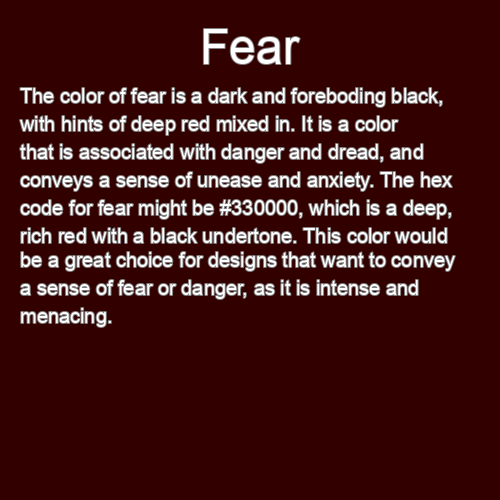 Fear
The color of fear is a dark and foreboding black,
with hints of deep red mixed in. It is a color
that is associated with danger and dread, and
conveys a sense of unease and anxiety. The hex
code for fear might be #330000, which is a deep,
rich red with a black undertone. This color would
be a great choice for designs that want to convey
a sense of fear or danger, as it is intense and
menacing.